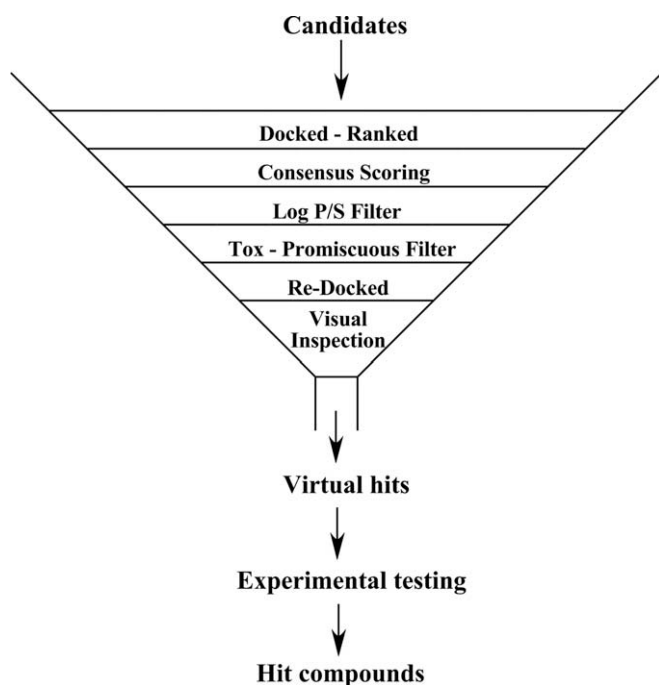 Candidates
Docked - Ranked
Consensus Scoring
Log P/S Filter
Tox - Promiscuous Filter
Re-Docked
Visual
Inspection
Virtual hits
Experimental testing
Hit compounds